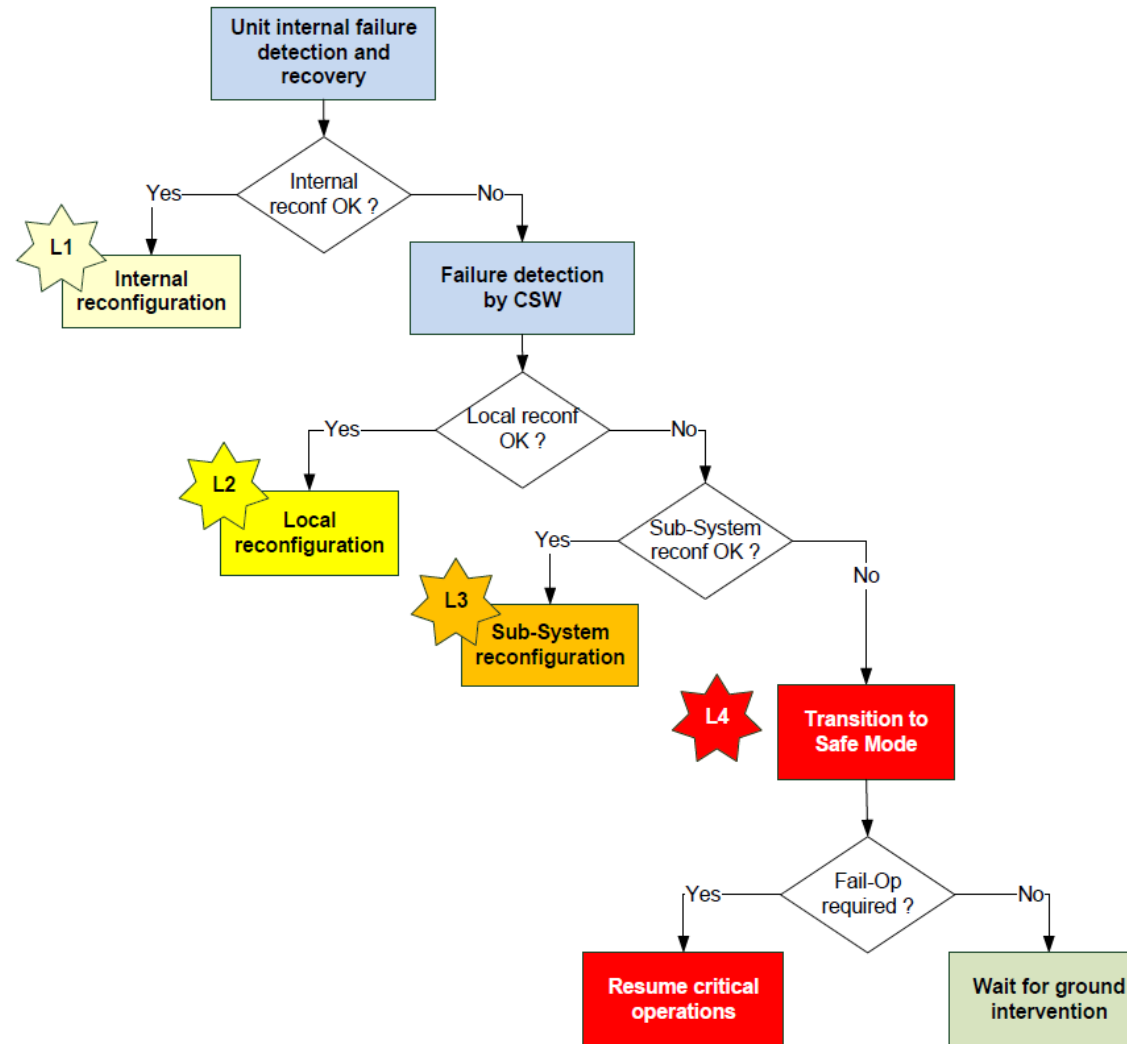 Unit internal failure
detection and
recovery
Internal
reconf OK ?
Yes
No
L1
Internal
reconfiguration
Failure detection
by CSW
Local reconf
OK ?
Yes
No
L2
Local
reconfiguration
Sub-System
reconf OK ?
Yes
No
L3
Sub-System
reconfiguration
L4
Transition to
Safe Mode
Fail-Op
required ?
Yes
No
Resume critical
operations
Wait for ground
intervention